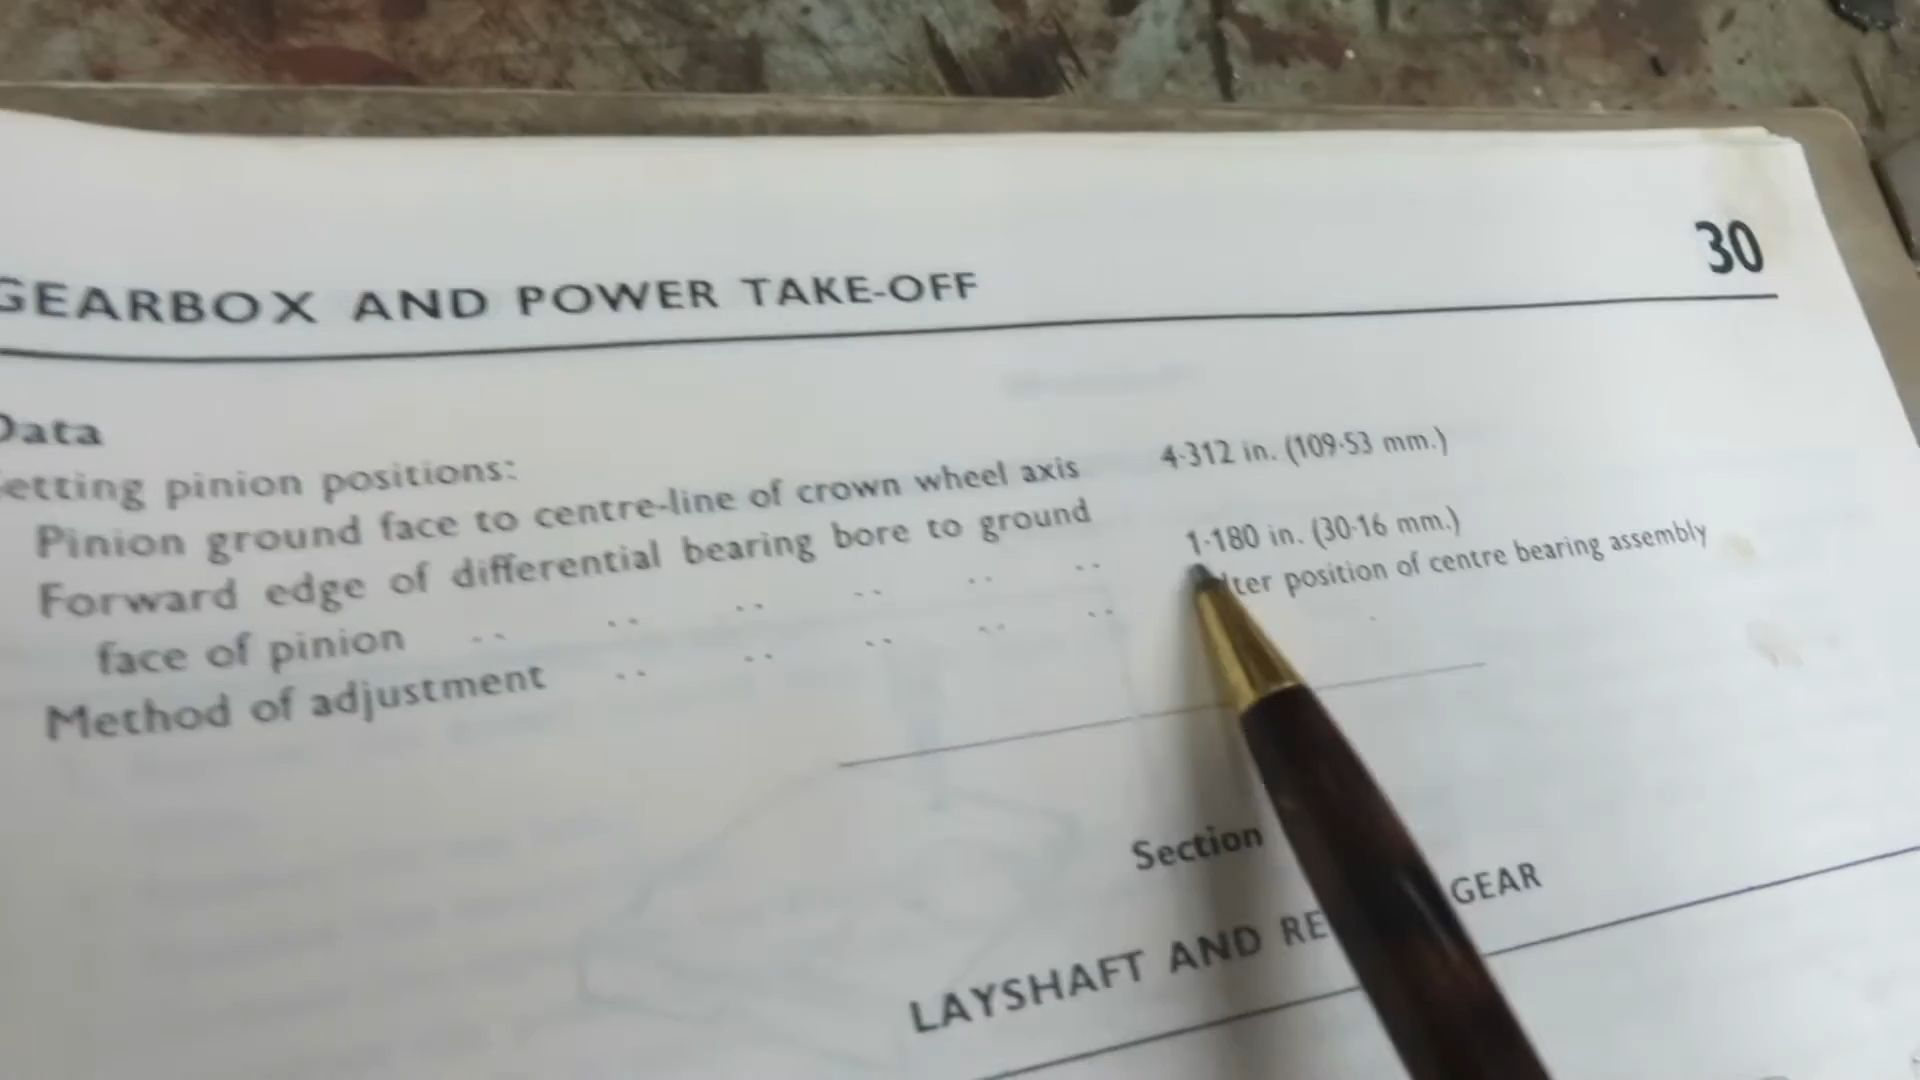 30
GEARBOX AND POWER TAKE-OFF
Data
etting pinion positions:
Pinion ground face to centre-line of crown wheel axis 4·312 in. (109·53 mm.)
Forward edge of differential bearing bore to ground
face of pinion .. .. .. .. .. .. 1·180 in. (30·16 mm.)
Method of adjustment .. .. .. .. .. lter position of centre bearing assembly
Section
LAYSHAFT AND RE GEAR